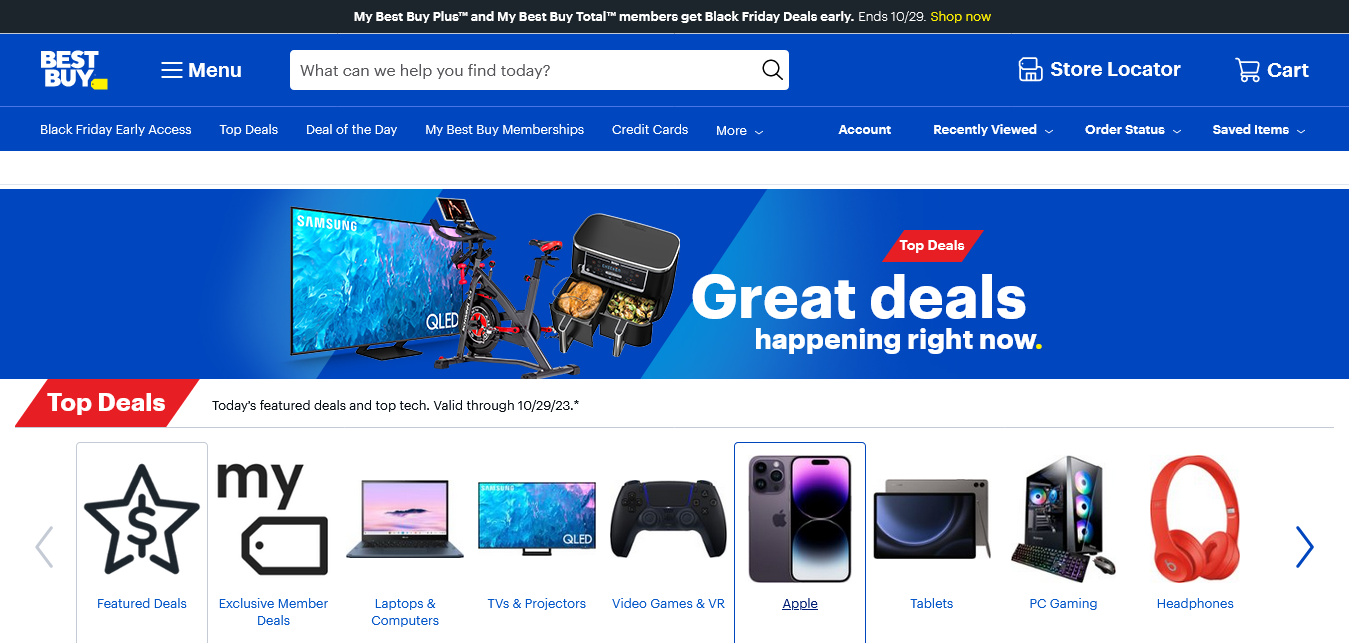 My Best Buy Plus™ and My Best Buy Total™ members get Black Friday Deals early. Ends 10/29. Shop now
BEST
BUY
Menu
What can we help you find today?
Store Locator
Cart
Black Friday Early Access
Top Deals
Deal of the Day
My Best Buy Memberships
Credit Cards
More
Account
Recently Viewed
Order Status
Saved Items
SAMSUNG
QLED
Top Deals
Great deals
happening right now.
Top Deals
Today's featured deals and top tech. Valid through 10/29/23.*
$
my
SAMSUNG
QLED
Featured Deals
Exclusive Member
Deals
Laptops &
Computers
TVs & Projectors
Video Games & VR
Apple
Tablets
PC Gaming
Headphones